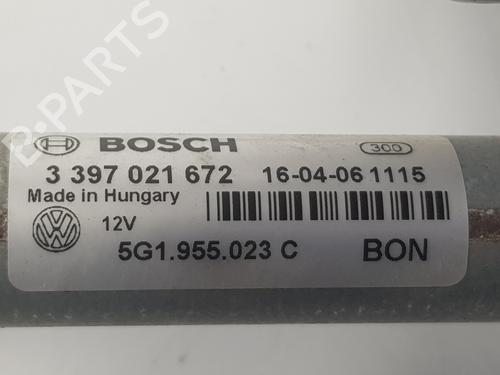 BOSCH 300
3 397 021 672 16-04-06 1115
Made in Hungary
12V
5G1.955.023 C BON
B-PARTS